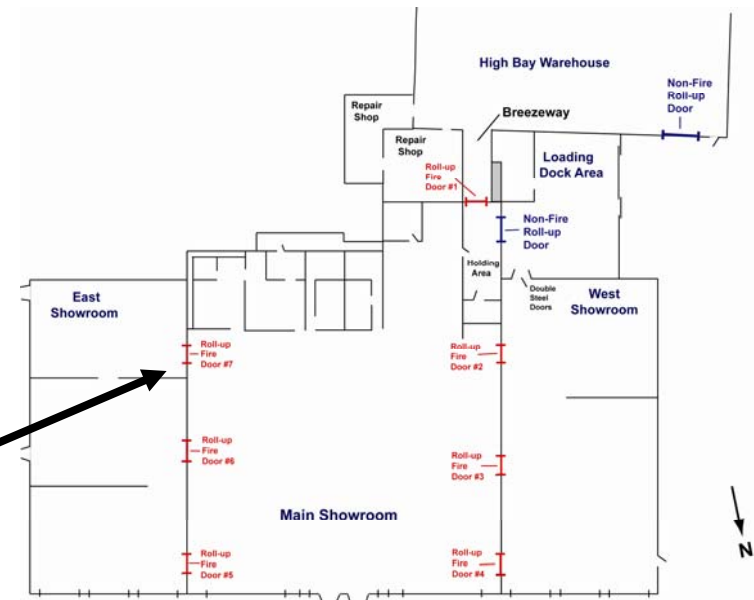 High Bay Warehouse
Non-Fire
Roll-up
Door
Repair
Shop
Breezeway
Repair
Shop
Roll-up
Fire
Door #1
Loading
Dock Area
Non-Fire
Roll-up
Door
Holding
Area
Double
Steel
Doors
East
Showroom
West
Showroom
Roll-up
Fire
Door #7
Roll-up
Fire
Door #2
Roll-up
Fire
Door #6
Roll-up
Fire
Door #3
Main Showroom
Roll-up
Fire
Door #5
Roll-up
Fire
Door #4
N